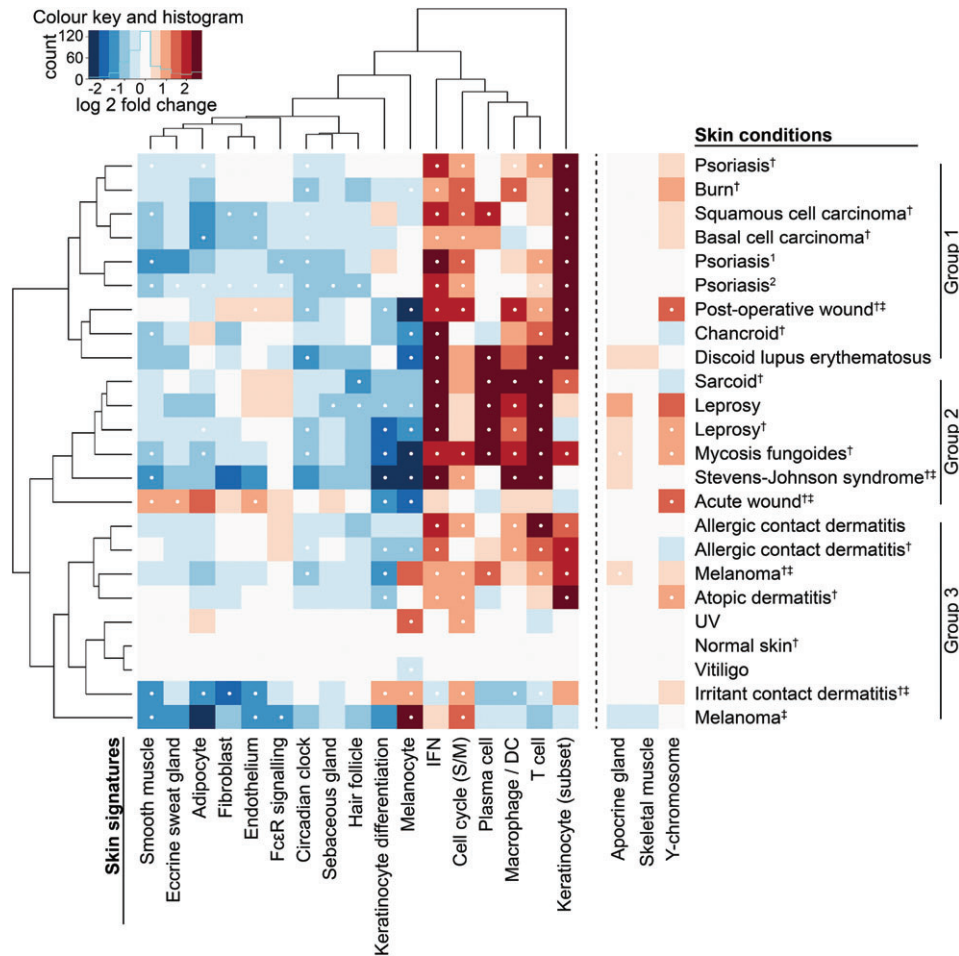 Colour key and histogram
120
60
0
count
-2 -1 0 1 2
log 2 fold change
Skin conditions
Psoriasis†
Burn†
Squamous cell carcinoma†
Basal cell carcinoma†
Psoriasis¹
Psoriasis²
Post-operative wound†‡
Chancroid†
Discoid lupus erythematosus
Group 1
Sarcoid†
Leprosy
Leprosy†
Mycosis fungoides†
Stevens-Johnson syndrome†‡
Acute wound†‡
Group 2
Allergic contact dermatitis
Allergic contact dermatitis†
Melanoma†‡
Atopic dermatitis†
UV
Normal skin†
Vitiligo
Irritant contact dermatitis†‡
Melanoma‡
Group 3
Skin signatures
Smooth muscle
Eccrine sweat gland
Adipocyte
Fibroblast
Endothelium
FcεR signalling
Circadian clock
Sebaceous gland
Hair follicle
Keratinocyte differentiation
Melanocyte
IFN
Cell cycle (S/M)
Plasma cell
Macrophage / DC
T cell
Keratinocyte (subset)
Apocrine gland
Skeletal muscle
Y-chromosome